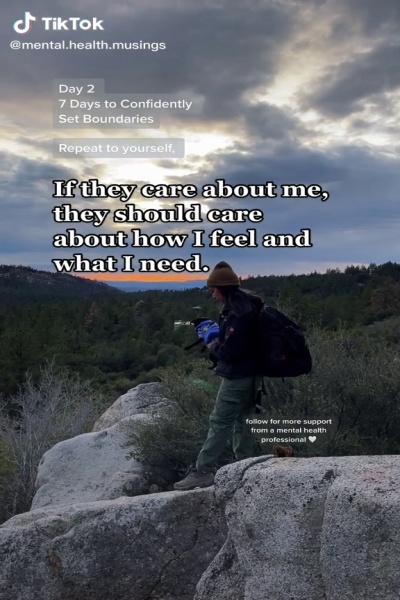 TikTok
@mental.health.musings
Day 2
7 Days to Confidently
Set Boundaries
Repeat to yourself,
If they care about me,
they should care
about how I feel and
what I need.
follow for more support
from a mental health
professional 🤍